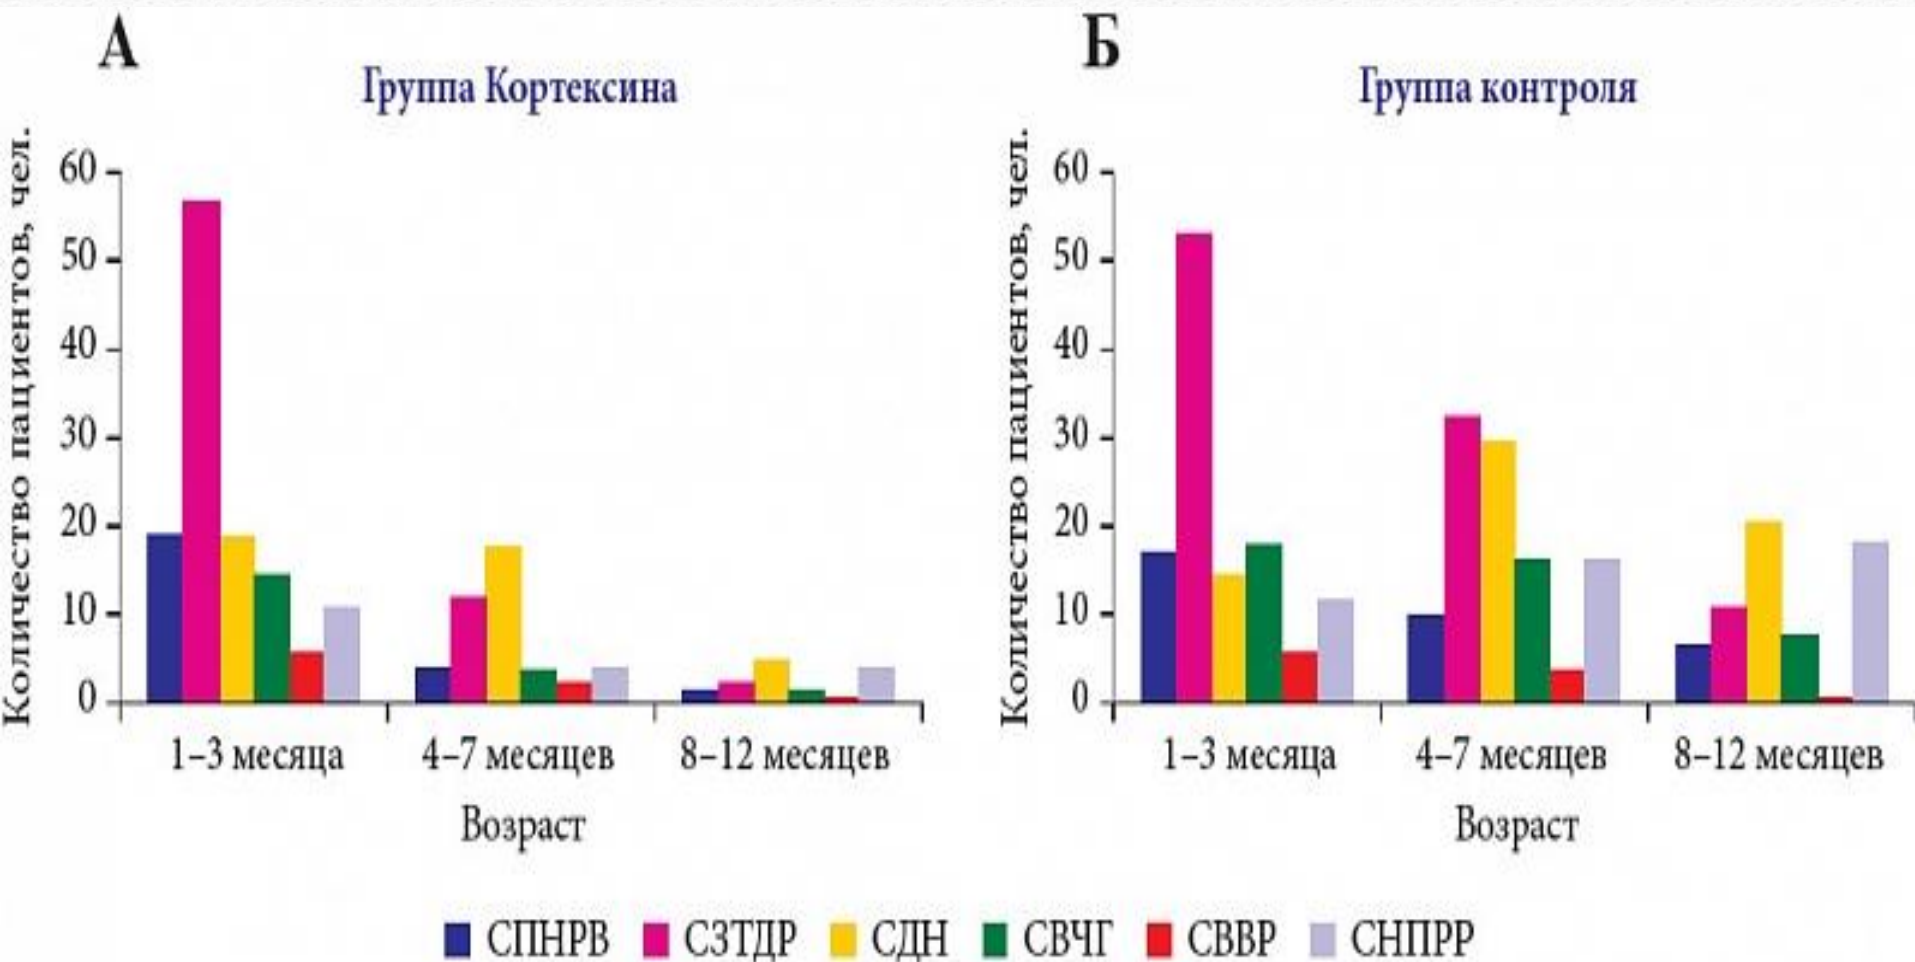 А
Группа Кортексина
Количество пациентов, чел.
60
50
40
30
20
10
0
1–3 месяца
4–7 месяцев
8–12 месяцев
Возраст
Б
Группа контроля
Количество пациентов, чел.
60
50
40
30
20
10
0
1–3 месяца
4–7 месяцев
8–12 месяцев
Возраст
СПНРВ СЗТДР СДН СВЧГ СВВР СНПРР